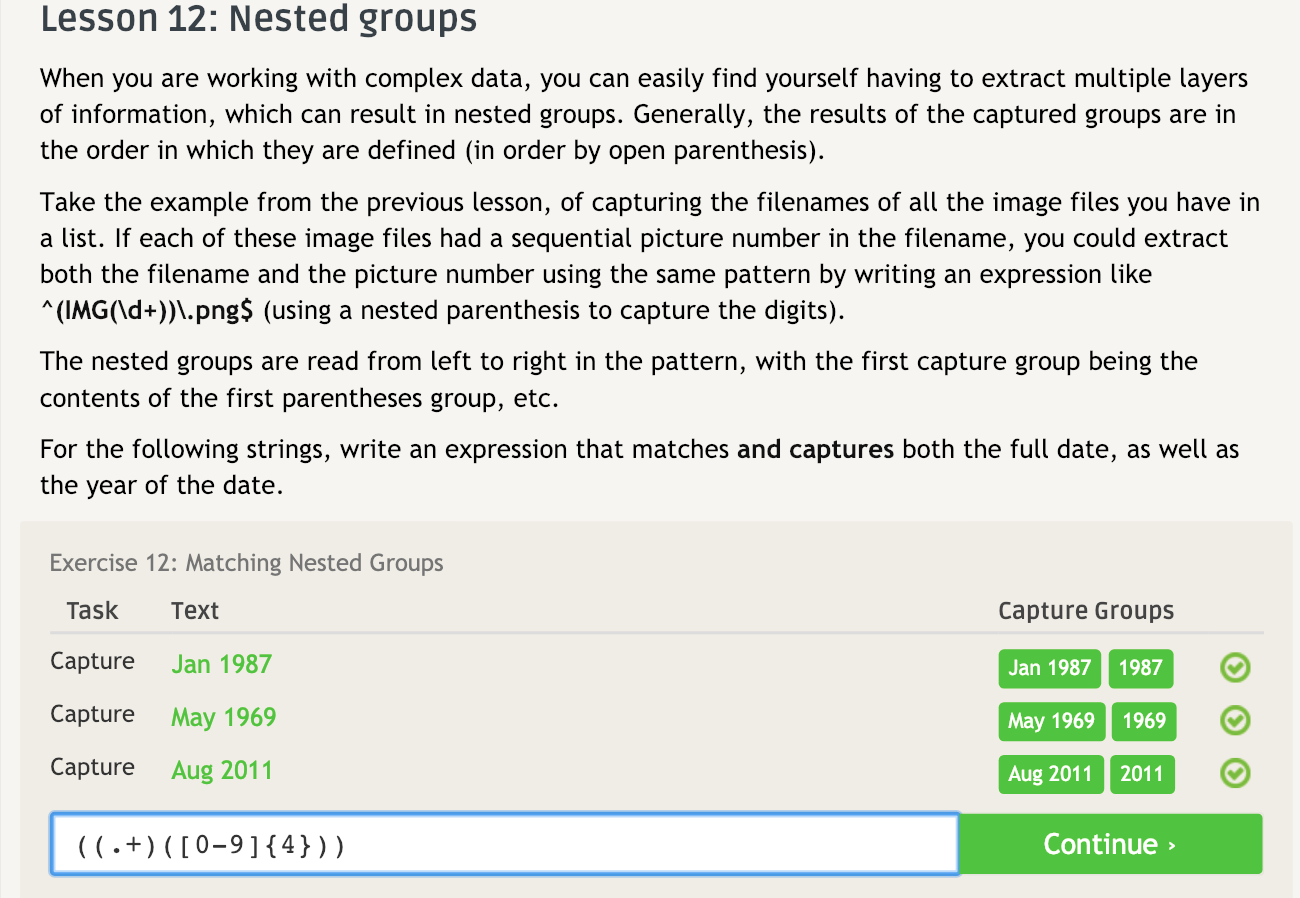 Lesson 12: Nested groups
When you are working with complex data, you can easily find yourself having to extract multiple layers
of information, which can result in nested groups. Generally, the results of the captured groups are in
the order in which they are defined (in order by open parenthesis).
Take the example from the previous lesson, of capturing the filenames of all the image files you have in
a list. If each of these image files had a sequential picture number in the filename, you could extract
both the filename and the picture number using the same pattern by writing an expression like
^(IMG(\d+))\.png$ (using a nested parenthesis to capture the digits).
The nested groups are read from left to right in the pattern, with the first capture group being the
contents of the first parentheses group, etc.
For the following strings, write an expression that matches and captures both the full date, as well as
the year of the date.
Exercise 12: Matching Nested Groups
Task Text Capture Groups
Capture Jan 1987 Jan 1987 1987
Capture May 1969 May 1969 1969
Capture Aug 2011 Aug 2011 2011
((.+)([0-9]{4})) Continue ›